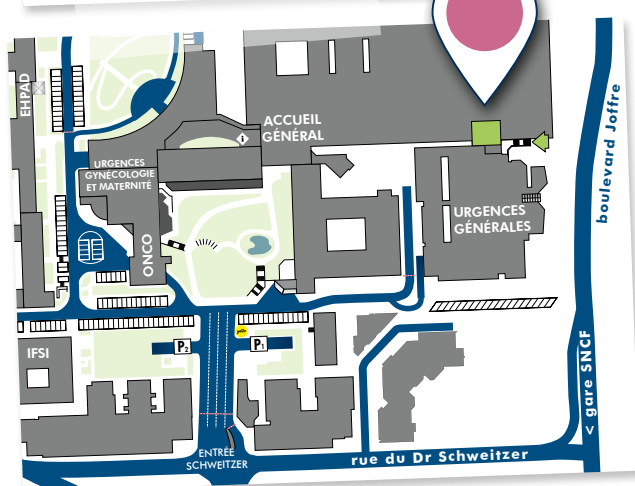 EHPAD
ACCUEIL
GÉNÉRAL
i
URGENCES
GYNÉCOLOGIE
ET MATERNITÉ
ONCO
URGENCES
GÉNÉRALES
boulevard Joffre
IFSI
P2
P1
< gare SNCF
ENTRÉE
SCHWEITZER
rue du Dr Schweitzer